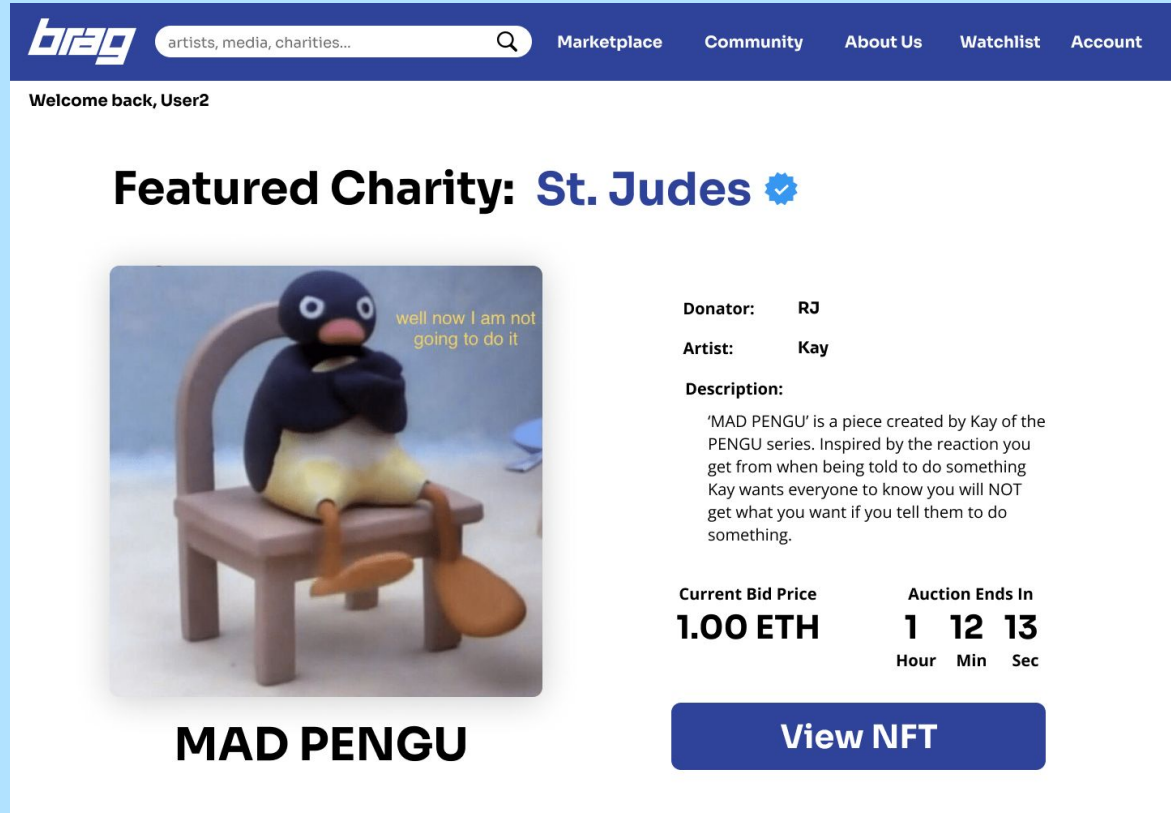 brag
artists, media, charities...
Marketplace
Community
About Us
Watchlist
Account
Welcome back, User2
Featured Charity: St. Judes
well now I am not
going to do it
MAD PENGU
Donator: RJ
Artist: Kay
Description:
‘MAD PENGU’ is a piece created by Kay of the
PENGU series. Inspired by the reaction you
get from when being told to do something
Kay wants everyone to know you will NOT
get what you want if you tell them to do
something.
Current Bid Price
1.00 ETH
Auction Ends In
1 12 13
Hour Min Sec
View NFT